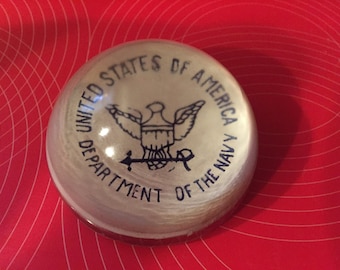 UNITED STATES OF AMERICA
DEPARTMENT OF THE NAVY